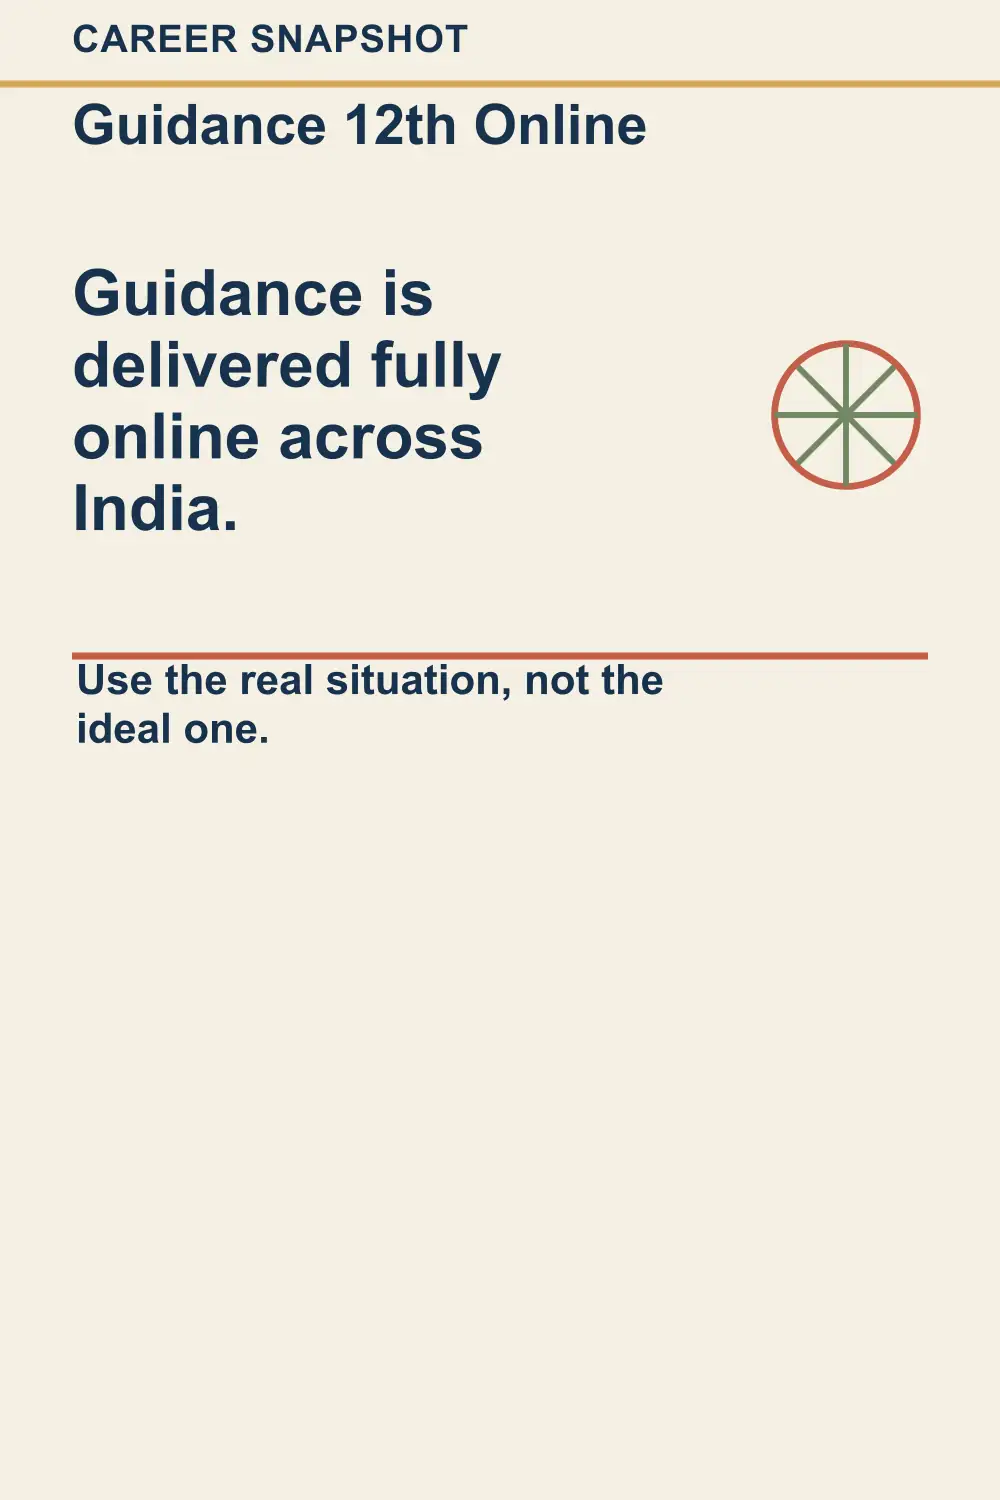 CAREER SNAPSHOT
Guidance 12th Online
Guidance is
delivered fully
online across
India.
Use the real situation, not the
ideal one.